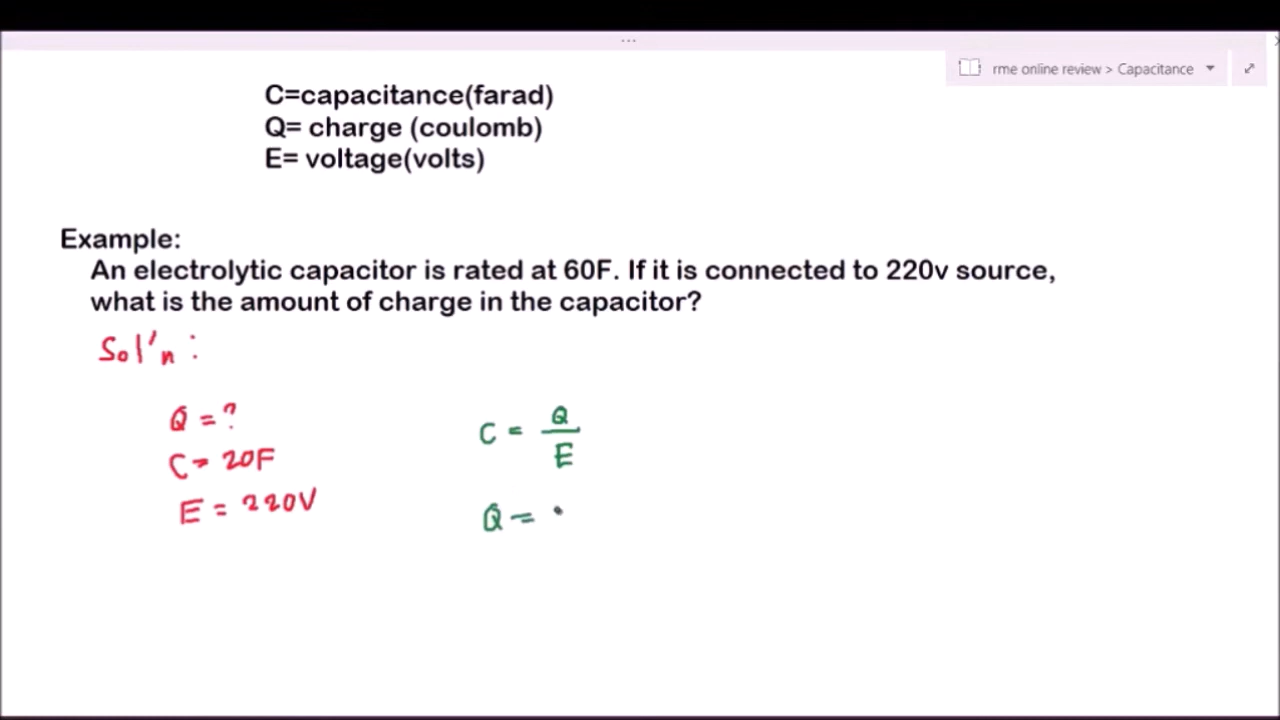 ...
rme online review > Capacitance
C=capacitance(farad)
Q= charge (coulomb)
E= voltage(volts)
Example:
An electrolytic capacitor is rated at 60F. If it is connected to 220v source,
what is the amount of charge in the capacitor?
Sol'n :
Q = ?
C = 20F
E = 220V
C = Q
E
Q =